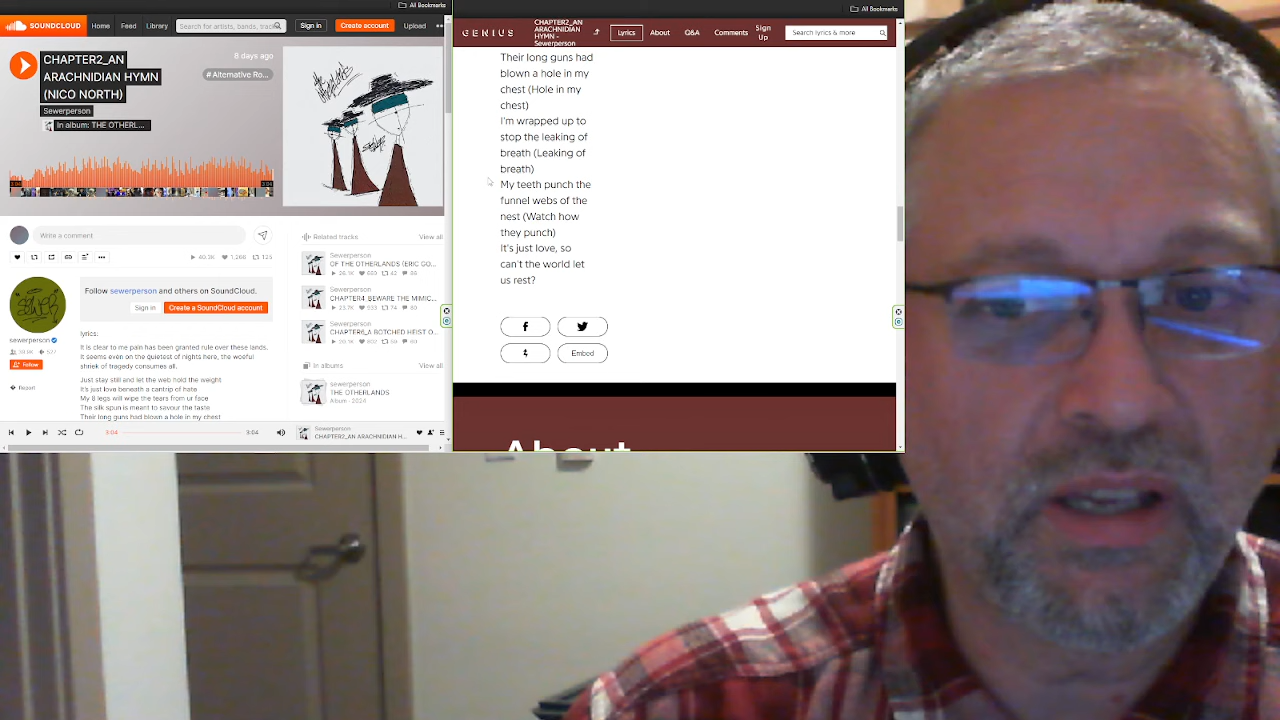 All Bookmarks
SOUNDCLOUD
Home
Feed
Library
Search for artists, bands, track
Sign in
Create account
Upload
CHAPTER2_AN
ARACHNIDIAN HYMN
(NICO NORTH)
Sewerperson
In album: THE OTHERL...
8 days ago
# Alternative Ro...
3:04
Write a comment
40.3K
Follow sewerperson and others on SoundCloud.
Sign in
Create a SoundCloud account
sewerperson
Follow
Report
lyrics:
It is clear to me pain has been granted rule over these lands.
It seems even on the quietest of nights here, the woeful
shriek of tragedy consumes all.
Just stay still and let the web hold the weight
It's just love beneath a cantrip of hate
My 8 legs will wipe the tears from ur face
The silk spun is meant to savour the taste
Their long guns had blown a hole in my chest
Related tracks
View all
Sewerperson
OF THE OTHERLANDS (ERIC GO...
Sewerperson
CHAPTER4_BEWARE THE MIMIC...
Sewerperson
CHAPTER6_A BOTCHED HEIST O...
In albums
View all
sewerperson
THE OTHERLANDS
Album · 2024
3:04
3:04
Sewerperson
CHAPTER2_AN ARACHNIDIAN H...
All Bookmarks
GENIUS
CHAPTER2_AN
ARACHNIDIAN
HYMN -
Sewerperson
Lyrics
About
Q&A
Comments
Sign
Up
Search lyrics & more
Their long guns had
blown a hole in my
chest (Hole in my
chest)
I'm wrapped up to
stop the leaking of
breath (Leaking of
breath)
My teeth punch the
funnel webs of the
nest (Watch how
they punch)
It's just love, so
can't the world let
us rest?
Embed
About